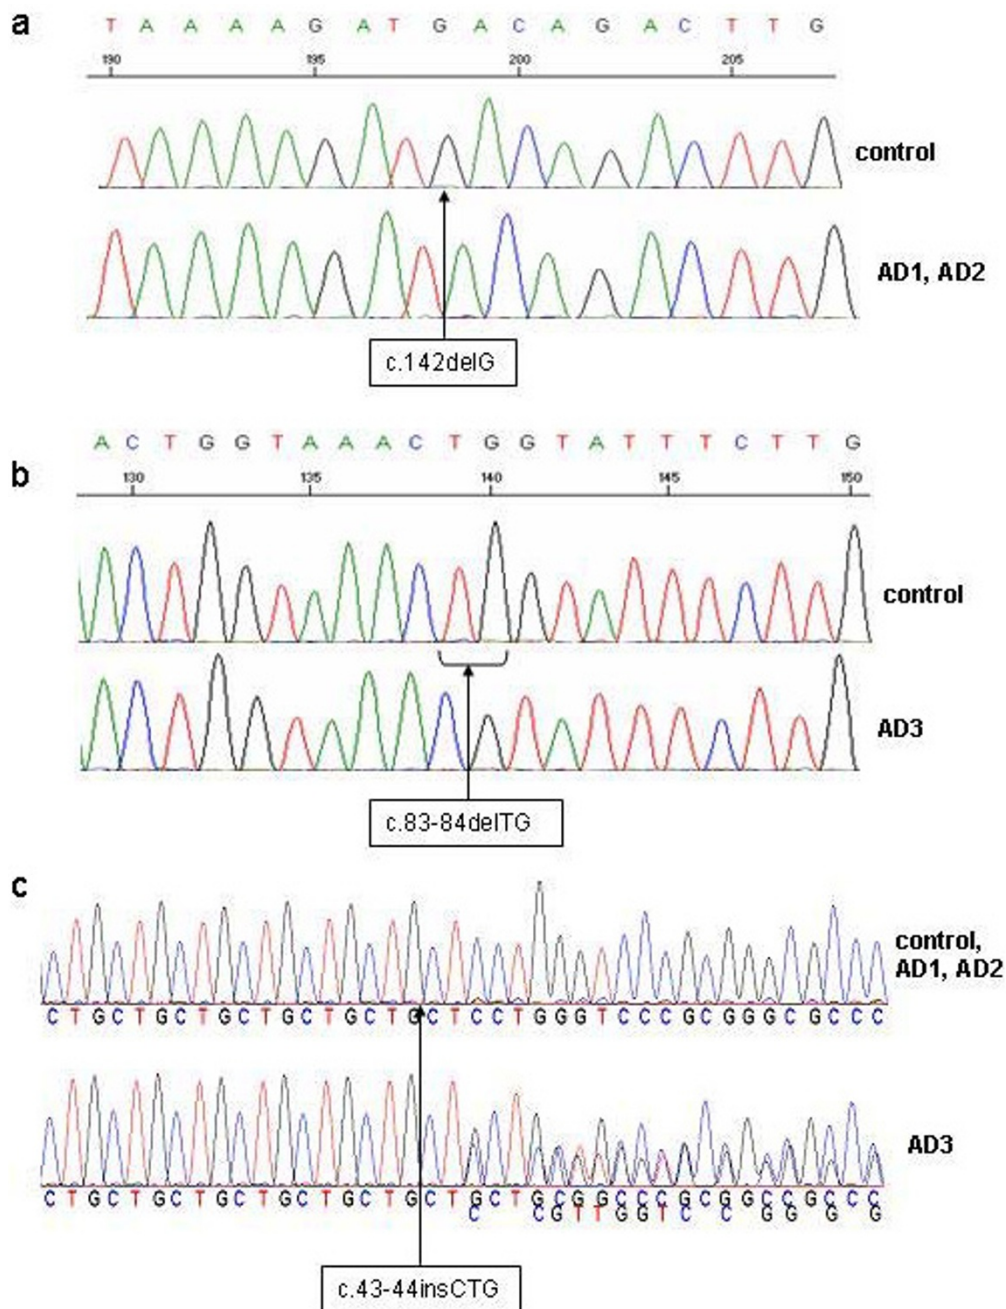 a
T A A A A G A T G A C A G A C T T G
190 195 200 205
control
AD1, AD2
c.142delG
A C T G G T A A A C T G G T A T T T C T T G
b
130 135 140 145 150
control
AD3
c.83-84delTG
c
control,
AD1, AD2
C T G C T G C T G C T G C T G C T G C T C C T G G G T C C C G C G G G C G C C C
AD3
C T G C T G C T G C T G C T G C T G C T G C T G C G G C C C G C G G C C G C C C
C C G T T G G T C C G G G G
c.43-44insCTG